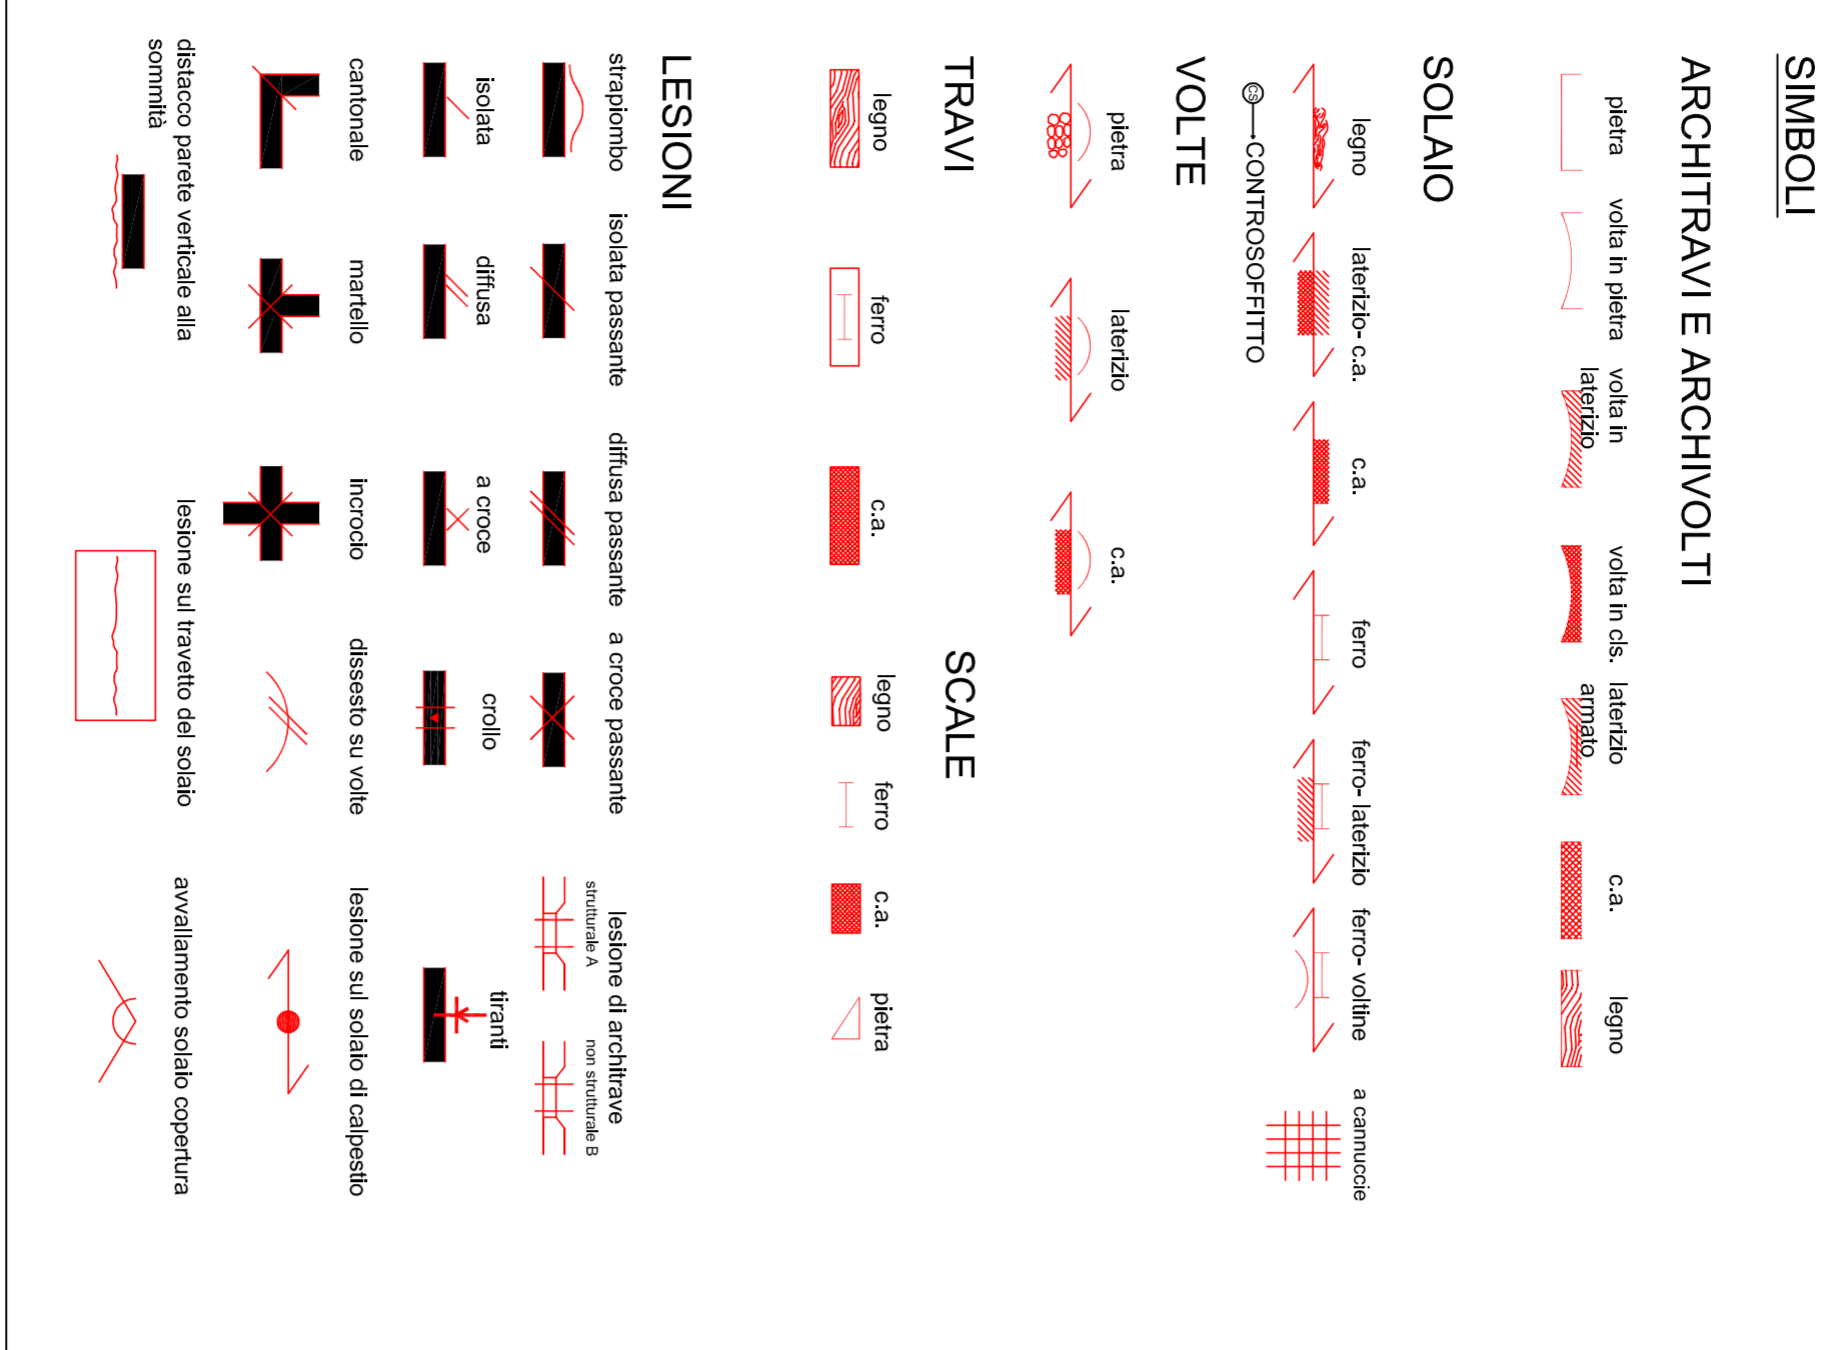 SIMBOLI
ARCHITRAVI E ARCHIVOLTI
pietra
volta in pietra
volta in
laterizio
volta in cls.
laterizio
armato
c.a.
legno
SOLAIO
legno
laterizio- c.a.
c.a.
ferro
ferro- laterizio
ferro- voltine
a cannuccie
CS CONTROSOFFITTO
VOLTE
pietra
laterizio
c.a.
TRAVI
legno
ferro
c.a.
SCALE
legno
ferro
c.a.
pietra
LESIONI
strapiombo
isolata passante
diffusa passante
a croce passante
lesione di architrave
strutturale A
non strutturale B
isolata
diffusa
a croce
crollo
tiranti
cantonale
martello
incrocio
dissesto su volte
lesione sul solaio di calpestio
distacco parete verticale alla
sommità
lesione sul travetto del solaio
avvallamento solaio copertura